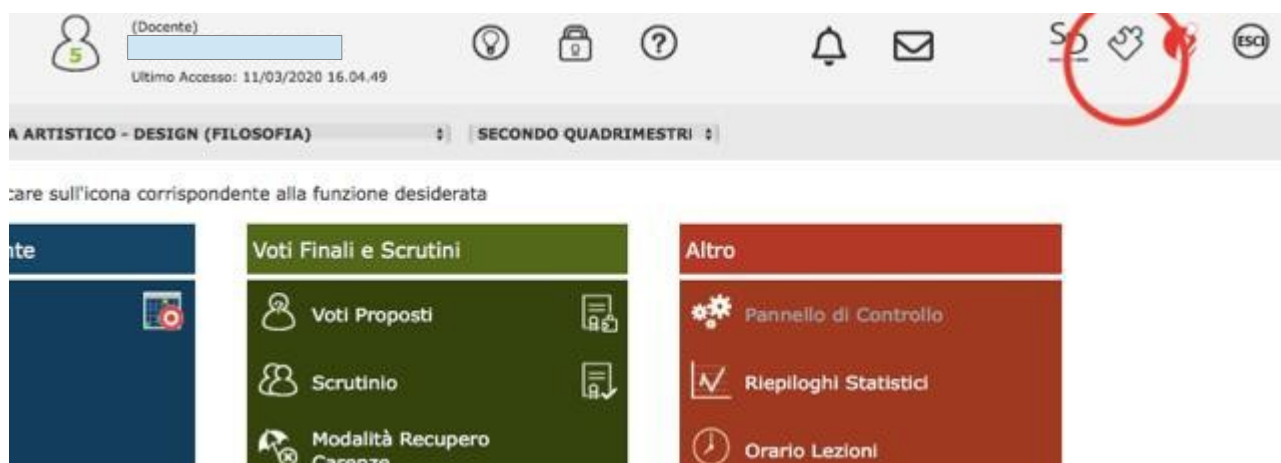 (Docente)
5
Ultimo Accesso: 11/03/2020 16.04.49
SD
ESCI
A ARTISTICO - DESIGN (FILOSOFIA)
SECONDO QUADRIMESTRI
care sull'icona corrispondente alla funzione desiderata
nte
Voti Finali e Scrutini
Altro
Voti Proposti
Pannello di Controllo
Scrutinio
Riepiloghi Statistici
Modalità Recupero
Carenze
Orario Lezioni